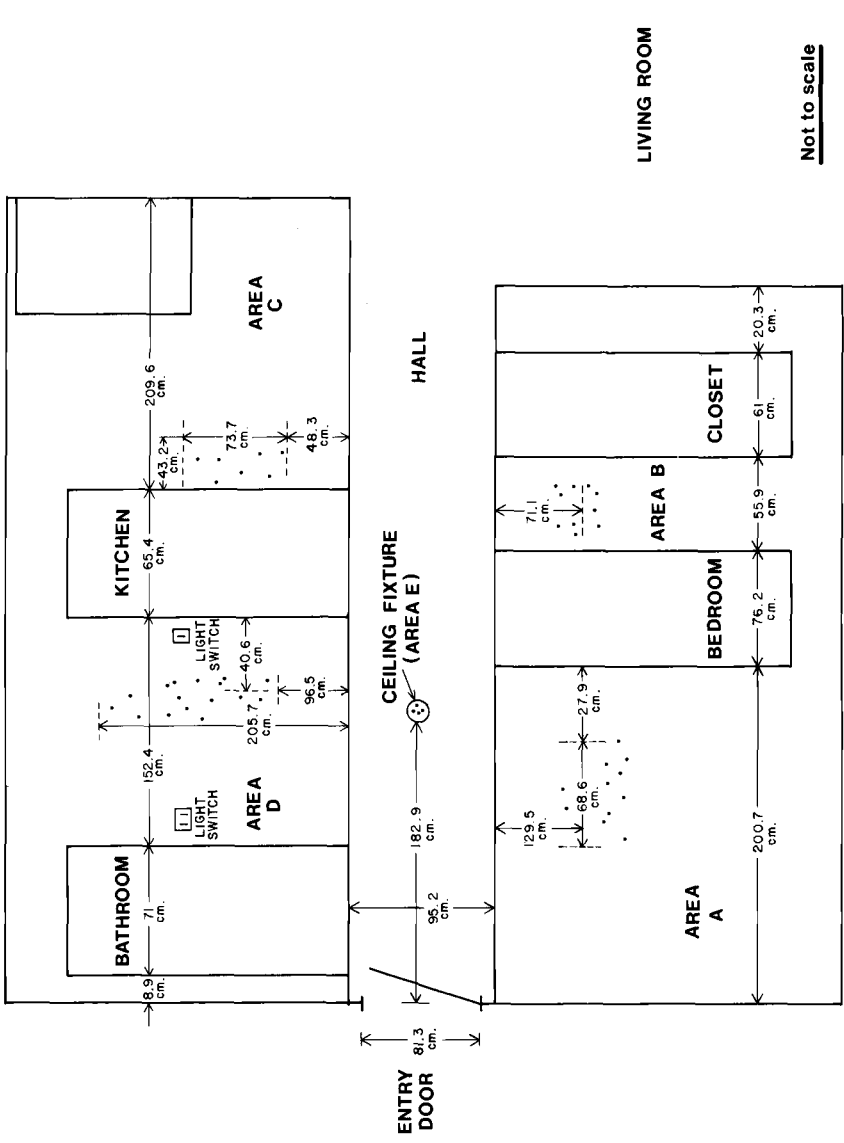 BATHROOM
KITCHEN
8.9
cm.
71
cm.
152.4
cm.
65.4
cm.
209.6
cm.
LIGHT
SWITCH
LIGHT
SWITCH
43.2
cm.
73.7
cm.
48.3
cm.
40.6
cm.
96.5
cm.
205.7
cm.
AREA
D
AREA
C
CEILING FIXTURE
(AREA E)
HALL
182.9
cm.
95.2
cm.
ENTRY
DOOR
81.3
cm.
129.5
cm.
68.6
cm.
27.9
cm.
71.1
cm.
AREA
A
AREA B
BEDROOM
CLOSET
200.7
cm.
76.2
cm.
55.9
cm.
61
cm.
20.3
cm.
LIVING ROOM
Not to scale